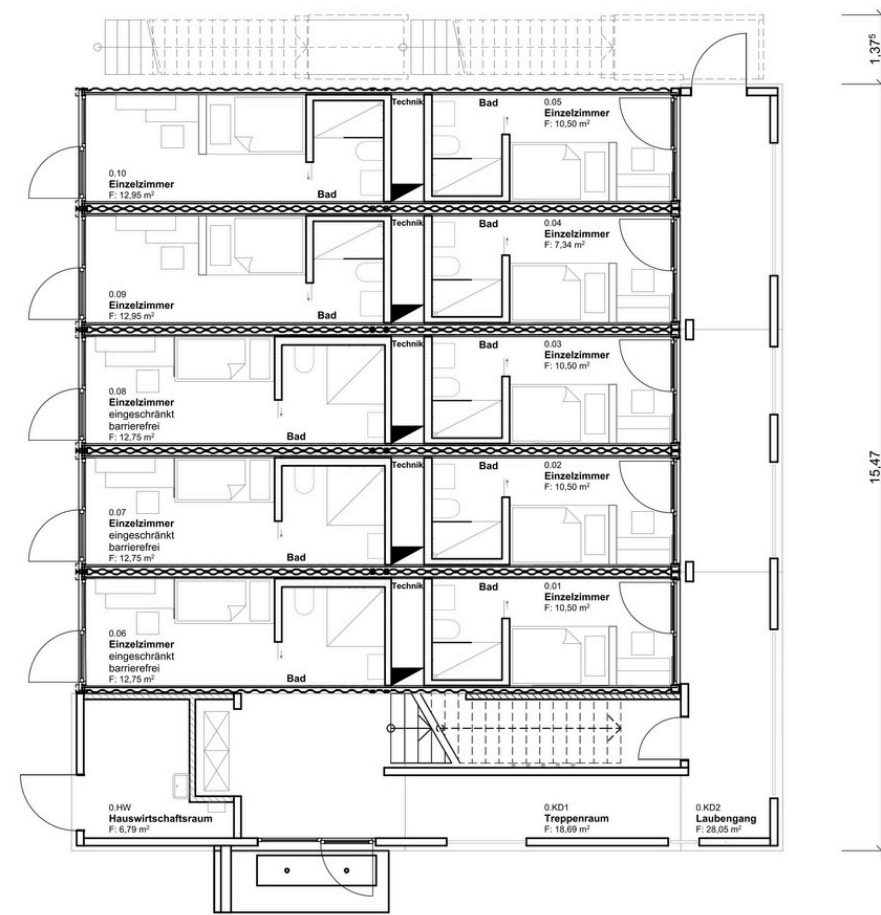 1,37⁵
Technik
Bad
0.05
Einzelzimmer
F: 10,50 m²
0.10
Einzelzimmer
F: 12,95 m²
Bad
Technik
Bad
0.04
Einzelzimmer
F: 7,34 m²
0.09
Einzelzimmer
F: 12,95 m²
Bad
Technik
Bad
0.03
Einzelzimmer
F: 10,50 m²
0.08
Einzelzimmer
eingeschränkt
barrierefrei
F: 12,75 m²
Bad
15,47
Technik
Bad
0.02
Einzelzimmer
F: 10,50 m²
0.07
Einzelzimmer
eingeschränkt
barrierefrei
F: 12,75 m²
Bad
Technik
Bad
0.01
Einzelzimmer
F: 10,50 m²
0.06
Einzelzimmer
eingeschränkt
barrierefrei
F: 12,75 m²
Bad
0.HW
Hauswirtschaftsraum
F: 6,79 m²
0.KD1
Treppenraum
F: 18,69 m²
0.KD2
Laubengang
F: 28,05 m²